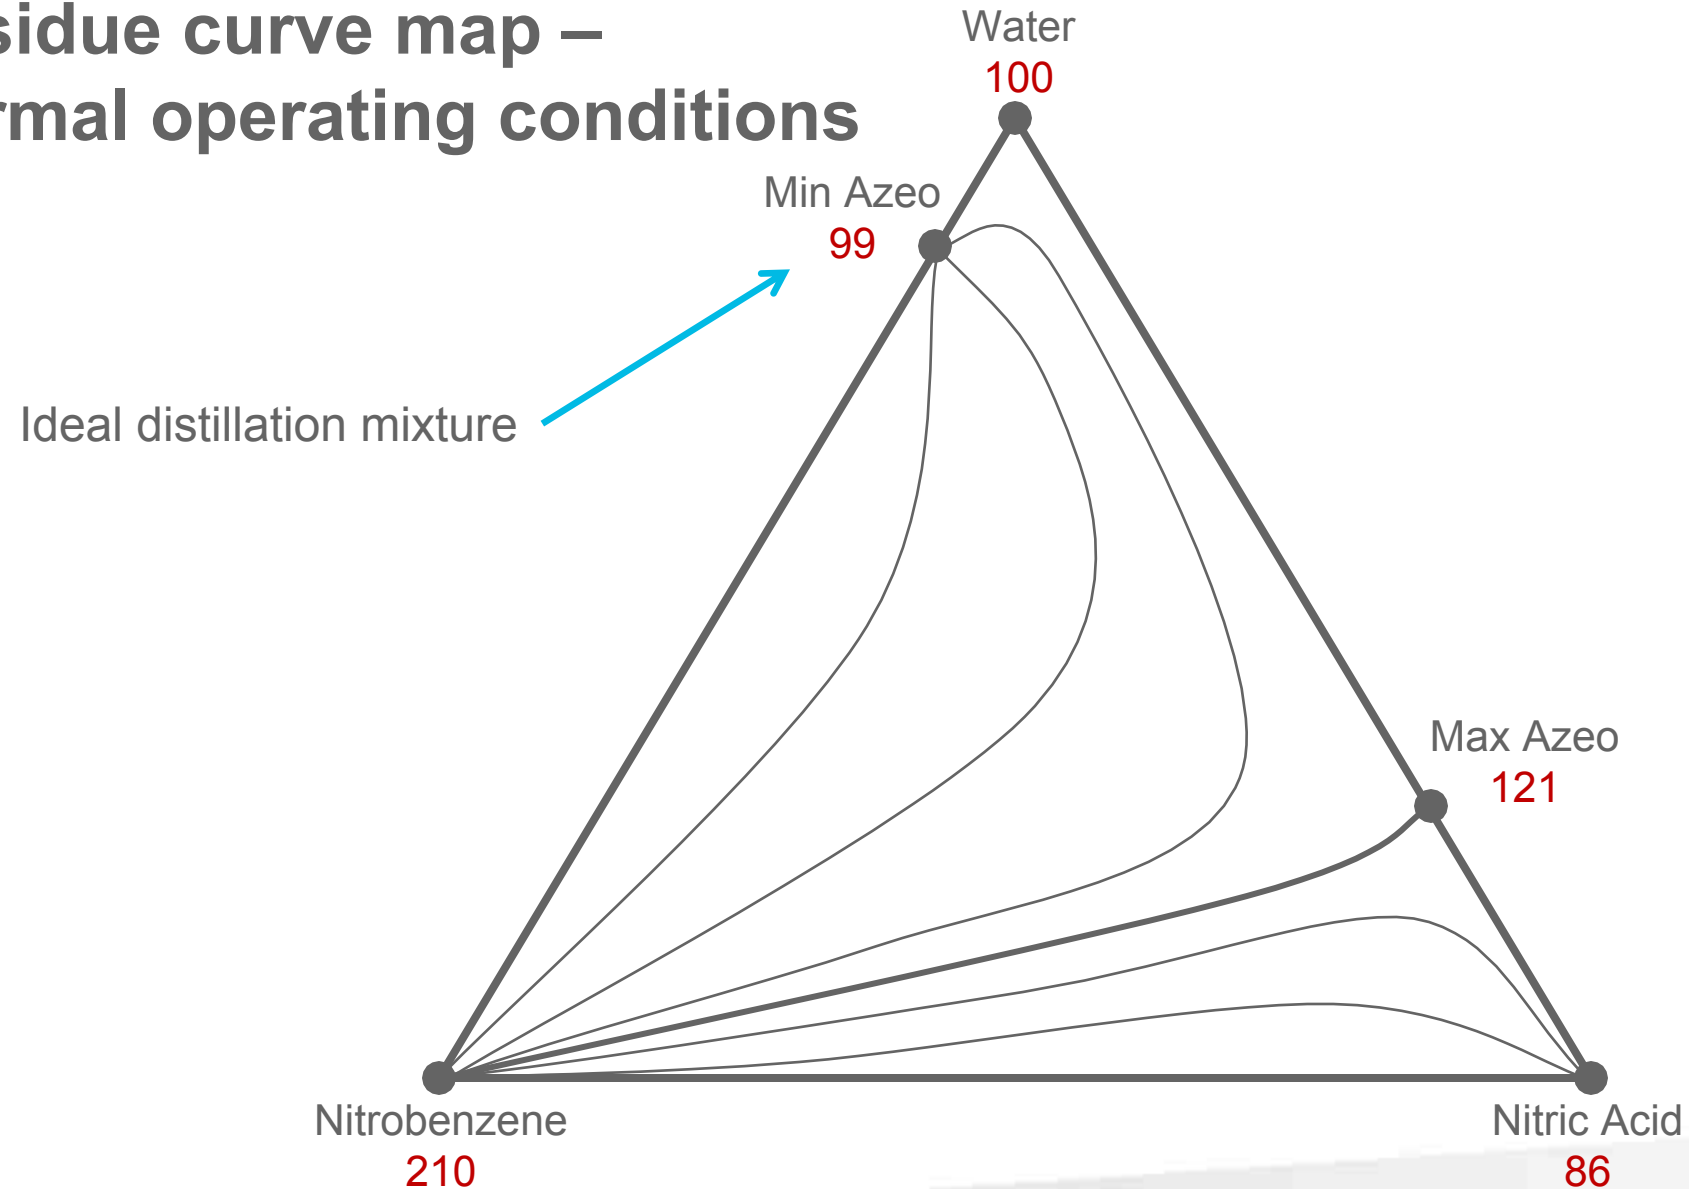 sidue curve map –
rmal operating conditions
Water
100
Min Azeo
99
Ideal distillation mixture
Max Azeo
121
Nitrobenzene
210
Nitric Acid
86